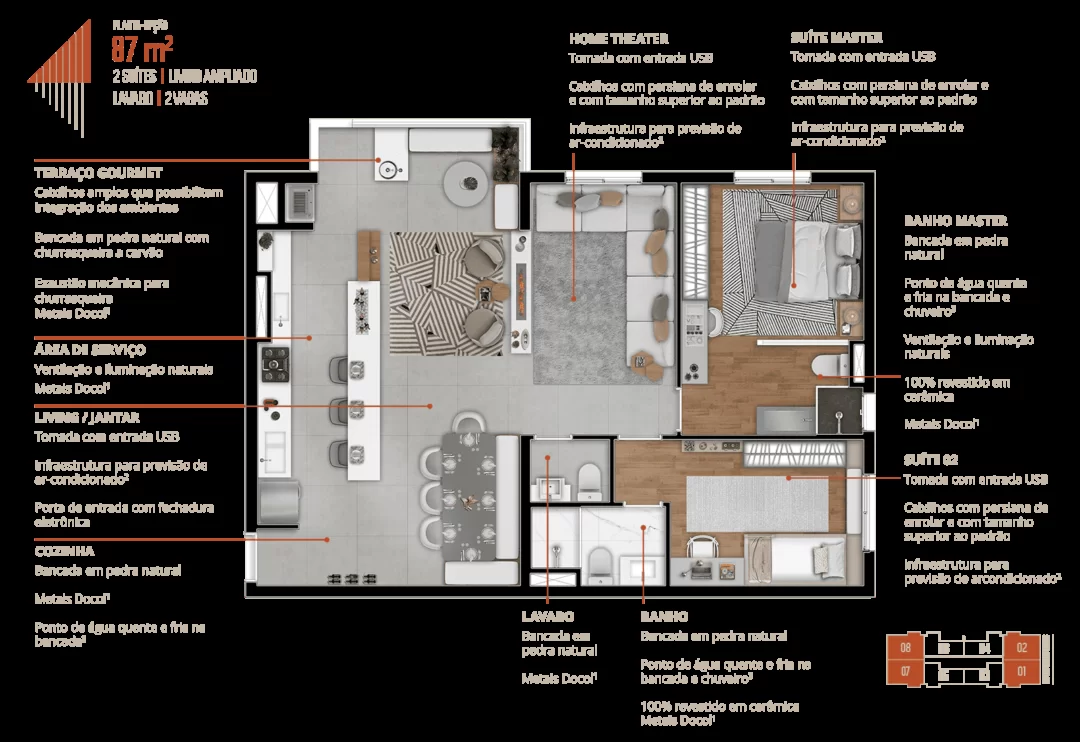 PLANTA-OPÇÃO
87 m²
2 SUÍTES | LIVING AMPLIADO
LAVABO | 2 VAGAS
TERRAÇO GOURMET
Caixilhos amplos que possibilitam
integração dos ambientes
Bancada em pedra natural com
churrasqueira a carvão
Exaustão mecânica para
churrasqueira
Metais Docol¹
ÁREA DE SERVIÇO
Ventilação e iluminação naturais
Metais Docol¹
LIVING / JANTAR
Tomada com entrada USB
Infraestrutura para previsão de
ar-condicionado²
Porta de entrada com fechadura
eletrônica
COZINHA
Bancada em pedra natural
Metais Docol¹
Ponto de água quente e fria na
bancada³
HOME THEATER
Tomada com entrada USB
Caixilhos com persiana de enrolar
e com tamanho superior ao padrão
Infraestrutura para previsão de
ar-condicionado²
SUÍTE MASTER
Tomada com entrada USB
Caixilhos com persiana de enrolar e
com tamanho superior ao padrão
Infraestrutura para previsão de
ar-condicionado²
BANHO MASTER
Bancada em pedra
natural
Ponto de água quente
e fria na bancada e
chuveiro³
Ventilação e iluminação
naturais
100% revestido em
cerâmica
Metais Docol¹
SUÍTE 02
Tomada com entrada USB
Caixilhos com persiana de
enrolar e com tamanho
superior ao padrão
Infraestrutura para
previsão de arcondicionado²
LAVABO
Bancada em
pedra natural
Metais Docol¹
BANHO
Bancada em pedra natural
Ponto de água quente e fria na
bancada e chuveiro³
100% revestido em cerâmica
Metais Docol¹
08 04 02
07 01